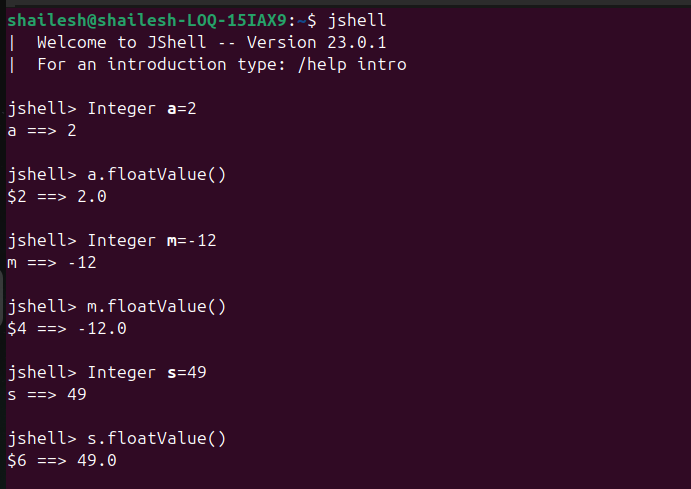 shailesh@shailesh-LOQ-15IAX9:~$ jshell
|  Welcome to JShell -- Version 23.0.1
|  For an introduction type: /help intro
jshell> Integer a=2
a ==> 2
jshell> a.floatValue()
$2 ==> 2.0
jshell> Integer m=-12
m ==> -12
jshell> m.floatValue()
$4 ==> -12.0
jshell> Integer s=49
s ==> 49
jshell> s.floatValue()
$6 ==> 49.0